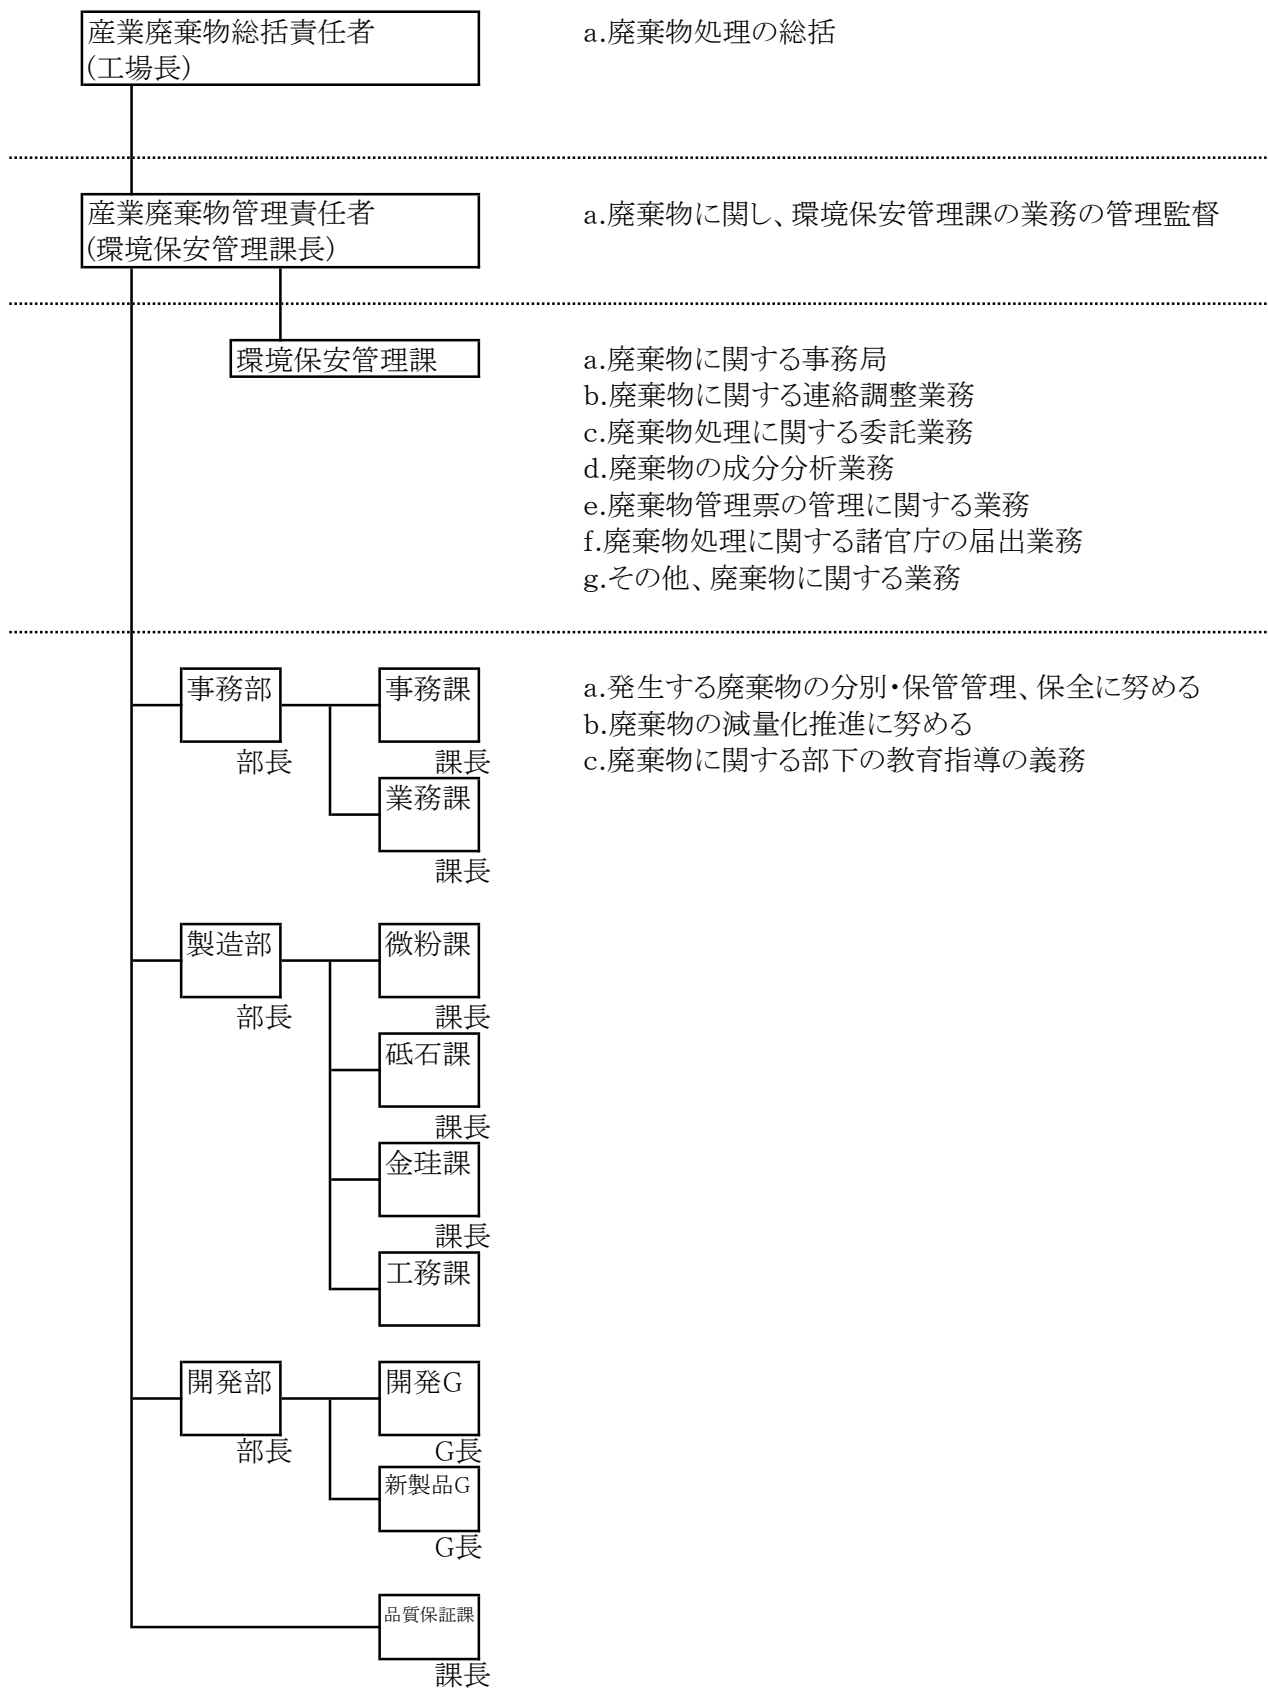 産業廃棄物総括責任者
(工場長)
a.廃棄物処理の総括
産業廃棄物管理責任者
(環境保安管理課長)
a.廃棄物に関し、環境保安管理課の業務の管理監督
環境保安管理課
a.廃棄物に関する事務局
b.廃棄物に関する連絡調整業務
c.廃棄物処理に関する委託業務
d.廃棄物の成分分析業務
e.廃棄物管理票の管理に関する業務
f.廃棄物処理に関する諸官庁の届出業務
g.その他、廃棄物に関する業務
事務部
部長
事務課
課長
業務課
課長
a.発生する廃棄物の分別・保管管理、保全に努める
b.廃棄物の減量化推進に努める
c.廃棄物に関する部下の教育指導の義務
製造部
部長
微粉課
課長
砥石課
課長
金珪課
課長
工務課
開発部
部長
開発G
G長
新製品G
G長
品質保証課
課長